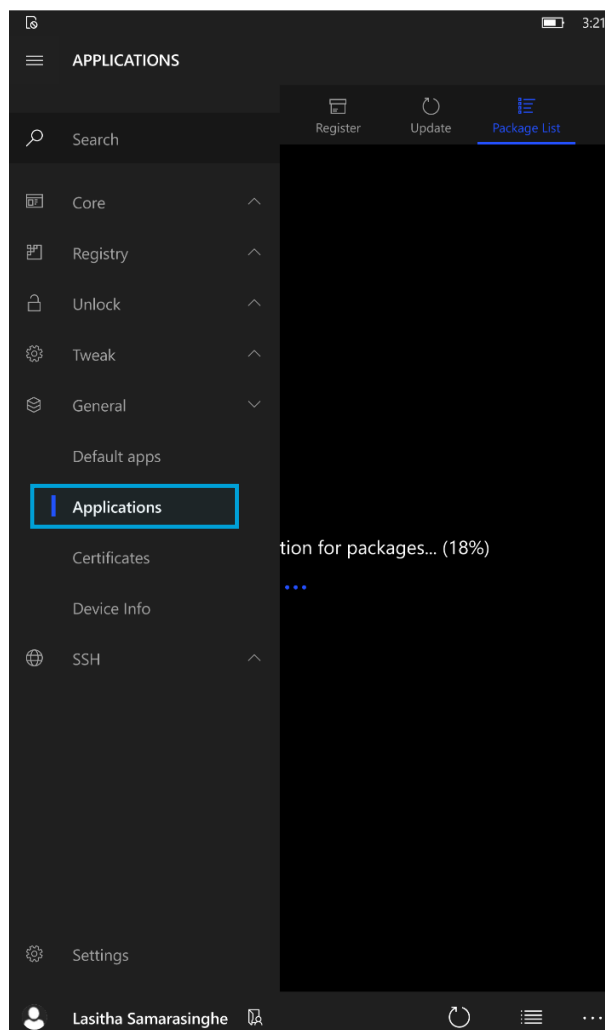 3:21
APPLICATIONS
Register
Update
Package List
Search
Core
Registry
Unlock
Tweak
General
Default apps
Applications
tion for packages... (18%)
Certificates
Device Info
SSH
Settings
Lasitha Samarasinghe